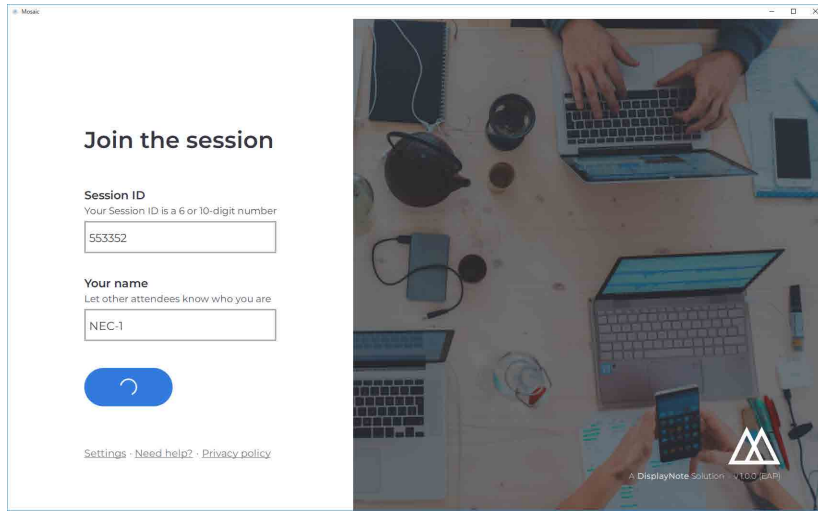 Mosaic
Join the session
Session ID
Your Session ID is a 6 or 10-digit number
553352
Your name
Let other attendees know who you are
NEC-1
Settings · Need help? · Privacy policy
A DisplayNote Solution - v1.0.0 (EAP)